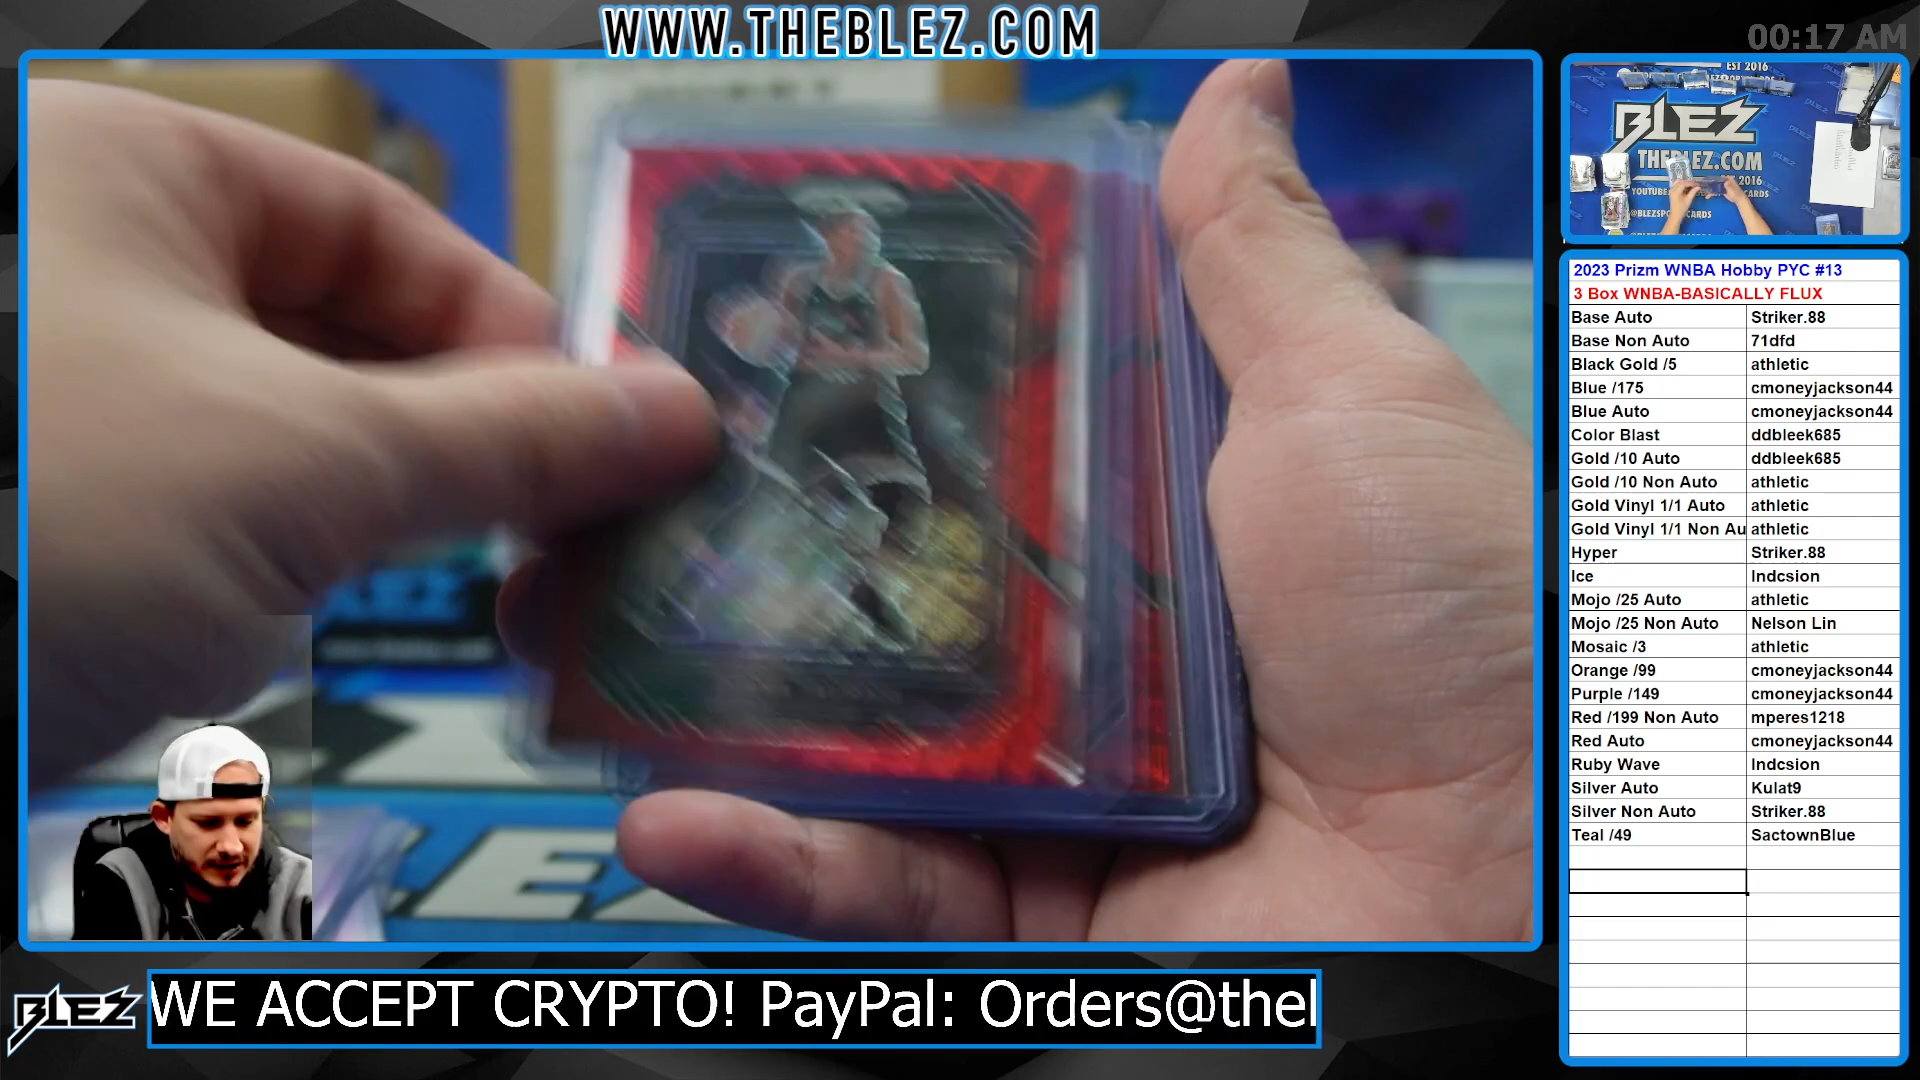 WWW.THEBLEZ.COM
00:17 AM
EST 2016
BLEZ
THEBLEZ.COM
2016
@BLEZSPORTSCARDS
2023 Prizm WNBA Hobby PYC #13
3 Box WNBA-BASICALLY FLUX
Base Auto Striker.88
Base Non Auto 71dfd
Black Gold /5 athletic
Blue /175 cmoneyjackson44
Blue Auto cmoneyjackson44
Color Blast ddbleek685
Gold /10 Auto ddbleek685
Gold /10 Non Auto athletic
Gold Vinyl 1/1 Auto athletic
Gold Vinyl 1/1 Non Au athletic
Hyper Striker.88
Ice Indcsion
Mojo /25 Auto athletic
Mojo /25 Non Auto Nelson Lin
Mosaic /3 athletic
Orange /99 cmoneyjackson44
Purple /149 cmoneyjackson44
Red /199 Non Auto mperes1218
Red Auto cmoneyjackson44
Ruby Wave Indcsion
Silver Auto Kulat9
Silver Non Auto Striker.88
Teal /49 SactownBlue
BLEZ
WE ACCEPT CRYPTO! PayPal: Orders@thel